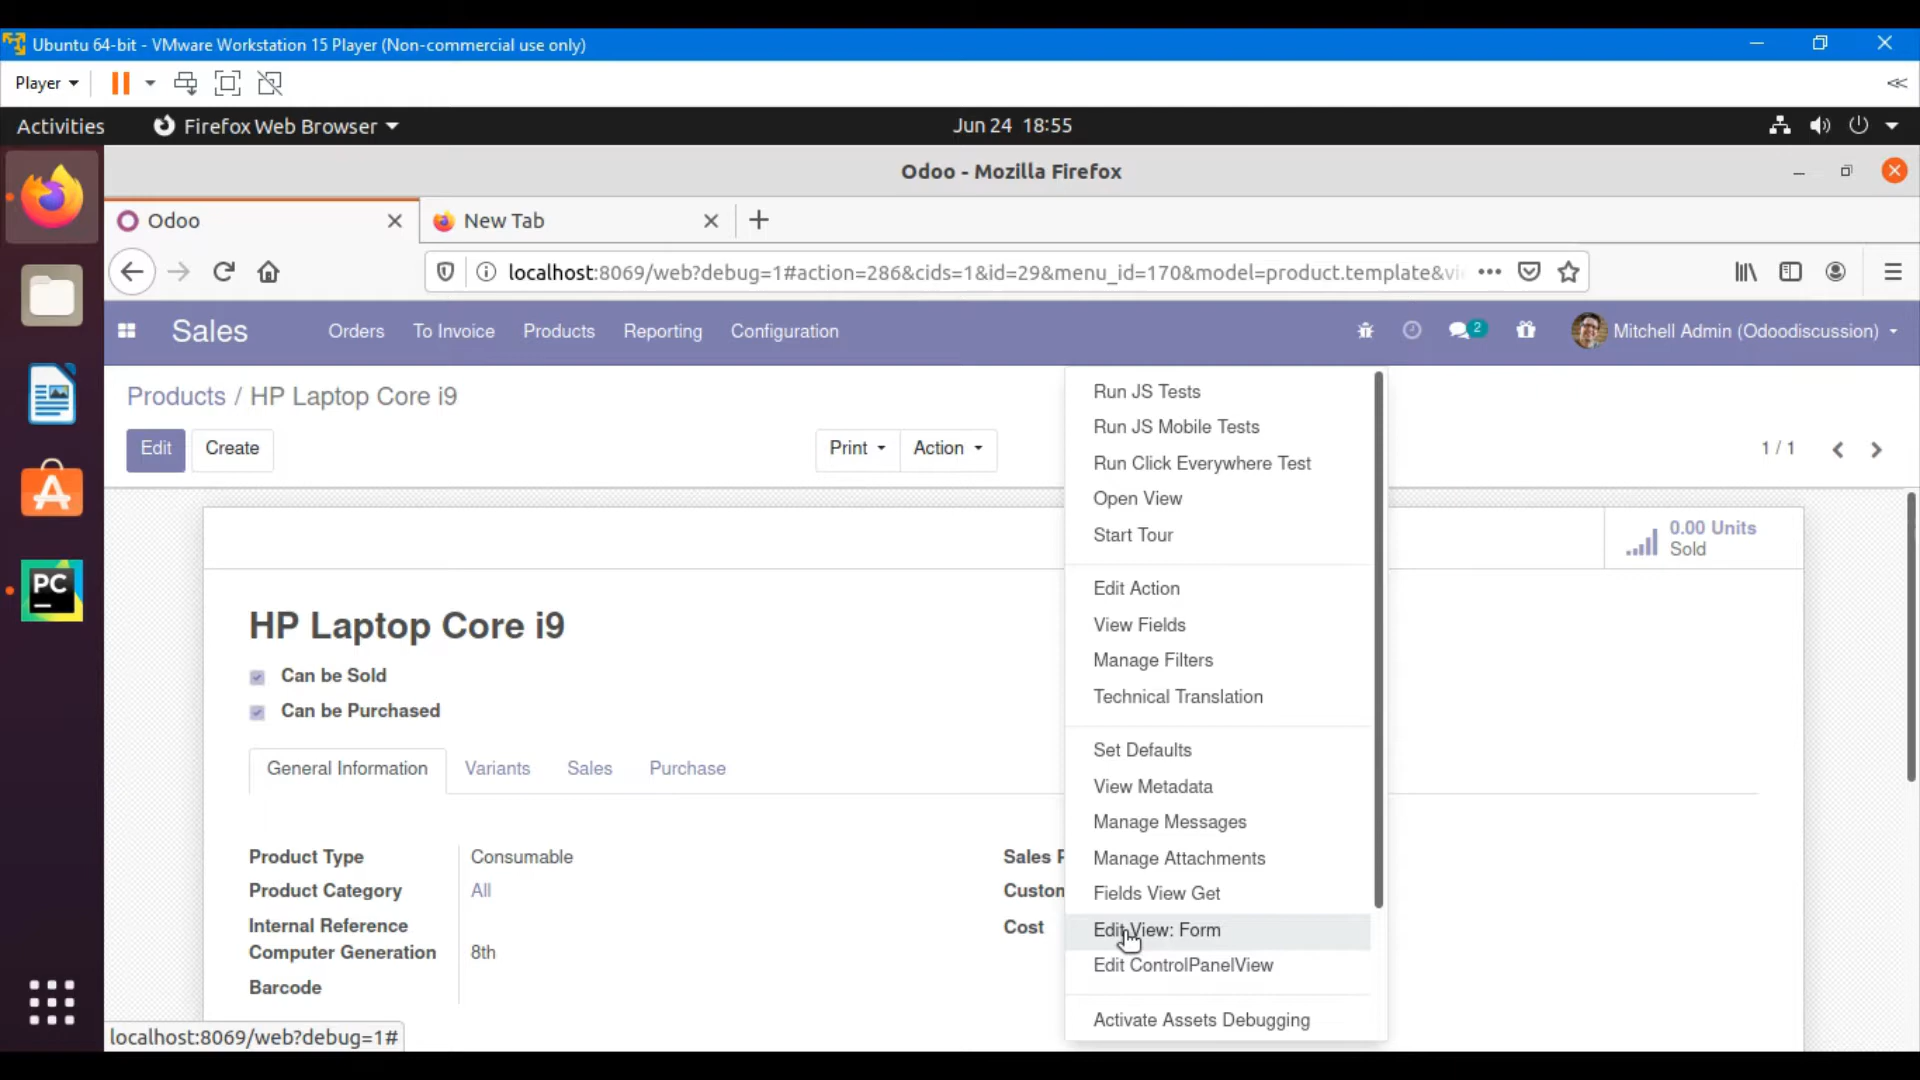 Ubuntu 64-bit - VMware Workstation 15 Player (Non-commercial use only)
Player
Activities
Firefox Web Browser
Jun 24 18:55
Odoo - Mozilla Firefox
Odoo
New Tab
localhost:8069/web?debug=1#action=286&cids=1&id=29&menu_id=170&model=product.template&vi
Sales
Orders
To Invoice
Products
Reporting
Configuration
2
Mitchell Admin (Odoodiscussion)
Products / HP Laptop Core i9
Edit
Create
Print
Action
1 / 1
Run JS Tests
Run JS Mobile Tests
Run Click Everywhere Test
Open View
Start Tour
Edit Action
View Fields
Manage Filters
Technical Translation
Set Defaults
View Metadata
Manage Messages
Manage Attachments
Fields View Get
Edit View: Form
Edit ControlPanelView
Activate Assets Debugging
0.00 Units
Sold
HP Laptop Core i9
Can be Sold
Can be Purchased
General Information
Variants
Sales
Purchase
Product Type
Consumable
Product Category
All
Internal Reference
Computer Generation
8th
Barcode
Sales P
Custom
Cost
PC
localhost:8069/web?debug=1#